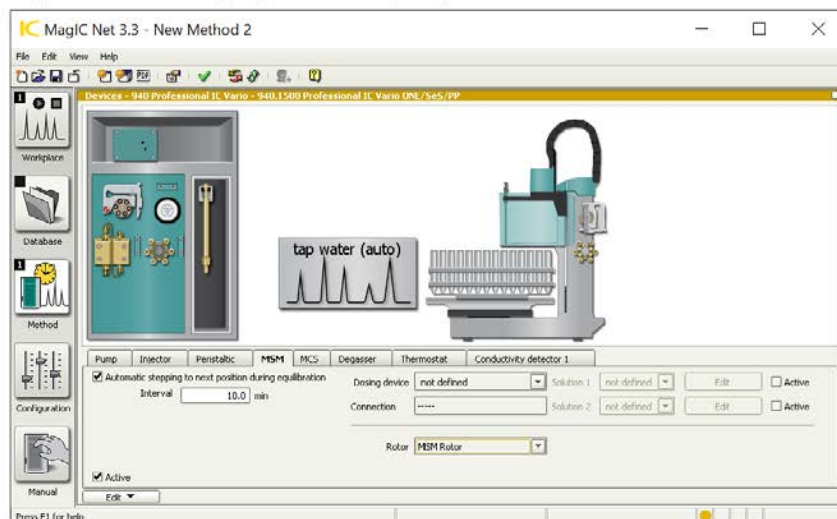 MagIC Net 3.3 - New Method 2
File Edit View Help
PDF
Devices - 940 Professional IC Vario - 940.1500 Professional IC Vario ONE/SeS/PP
1
Workplace
Database
1
Method
Configuration
Manual
tap water (auto)
Pump Injector Peristaltic MSM MCS Degasser Thermostat Conductivity detector 1
Automatic stepping to next position during equilibration
Interval 10.0 min
Dosing device not defined Solution 1 not defined Edit Active
Connection ----- Solution 2 not defined Edit Active
Rotor MSM Rotor
Active
Edit
Press F1 for help